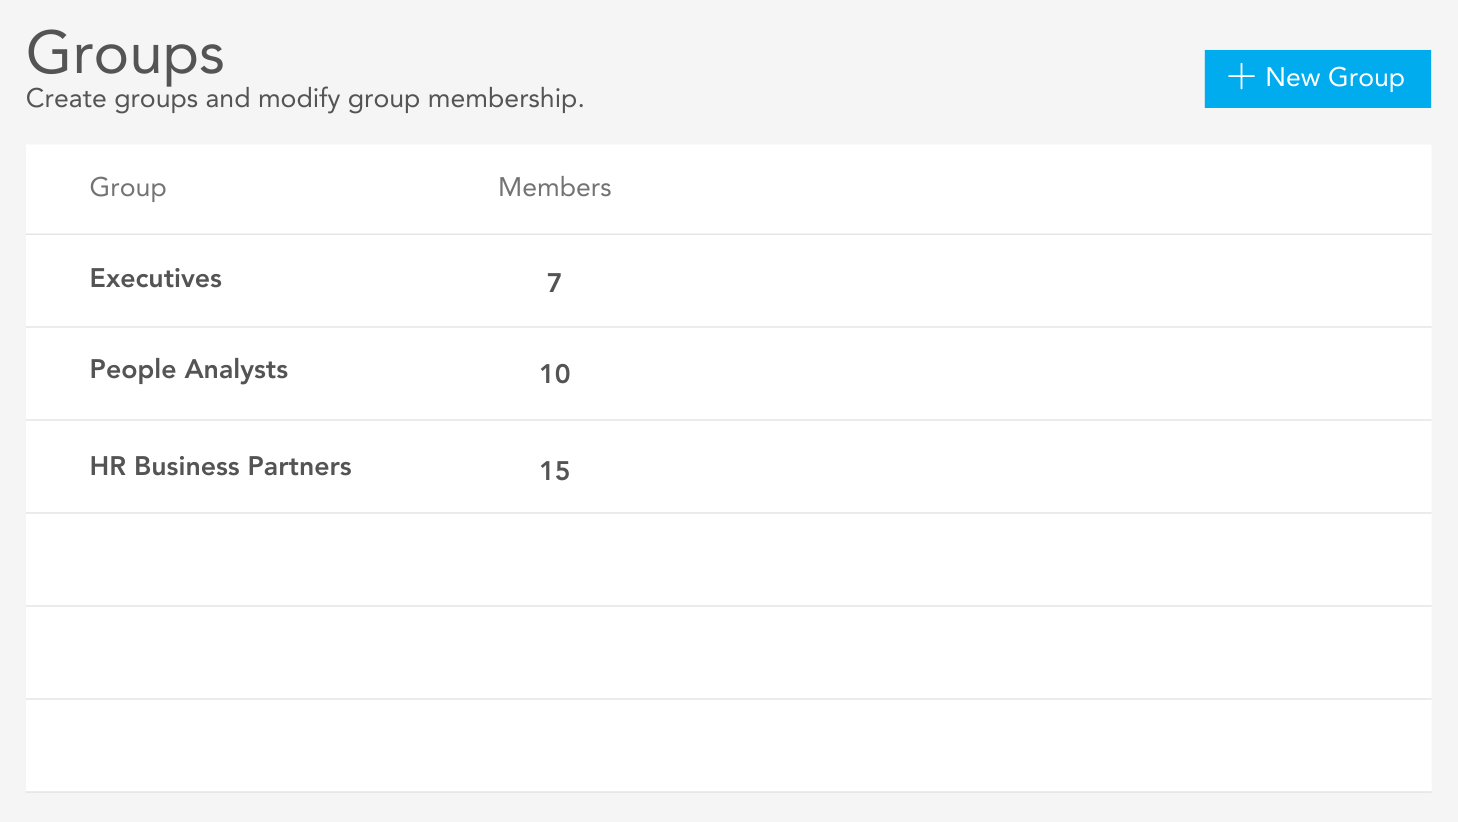 Groups
Create groups and modify group membership.
+ New Group
Group Members
Executives 7
People Analysts 10
HR Business Partners 15